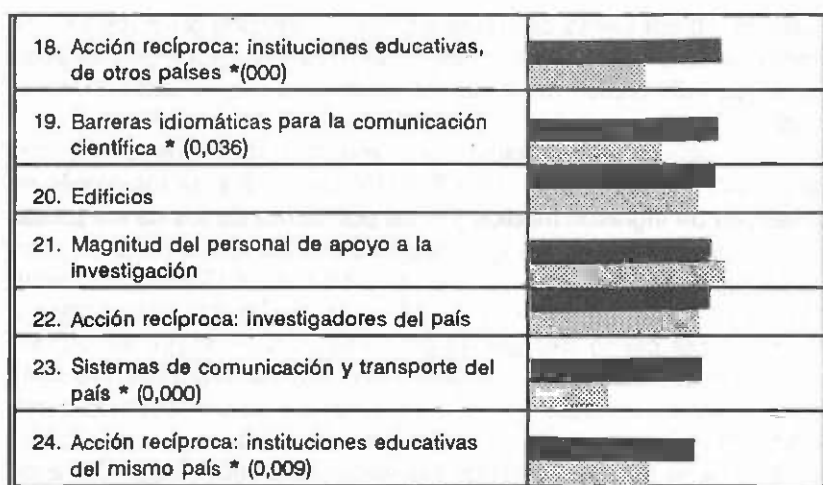 18. Acción recíproca: instituciones educativas,
de otros países *(000)
19. Barreras idiomáticas para la comunicación
científica * (0,036)
20. Edificios
21. Magnitud del personal de apoyo a la
investigación
22. Acción recíproca: investigadores del país
23. Sistemas de comunicación y transporte del
país * (0,000)
24. Acción recíproca: instituciones educativas
del mismo país * (0,009)